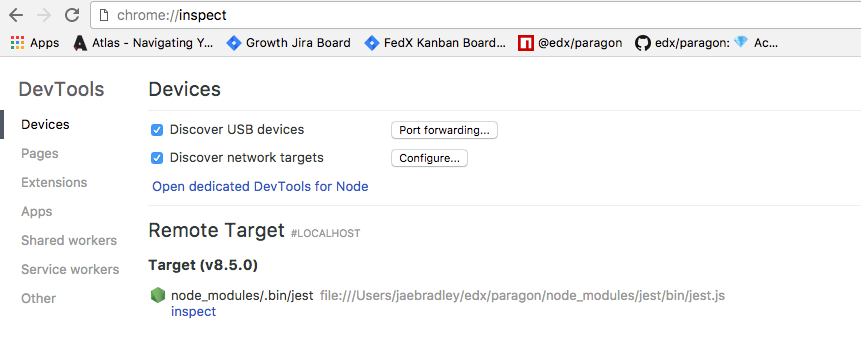 chrome://inspect
Apps Atlas - Navigating Y... Growth Jira Board FedX Kanban Board... @edx/paragon edx/paragon: 💎 Ac...
DevTools
Devices
Pages
Extensions
Apps
Shared workers
Service workers
Other
Devices
Discover USB devices Port forwarding...
Discover network targets Configure...
Open dedicated DevTools for Node
Remote Target #LOCALHOST
Target (v8.5.0)
node_modules/.bin/jest file:///Users/jaebradley/edx/paragon/node_modules/jest/bin/jest.js
inspect